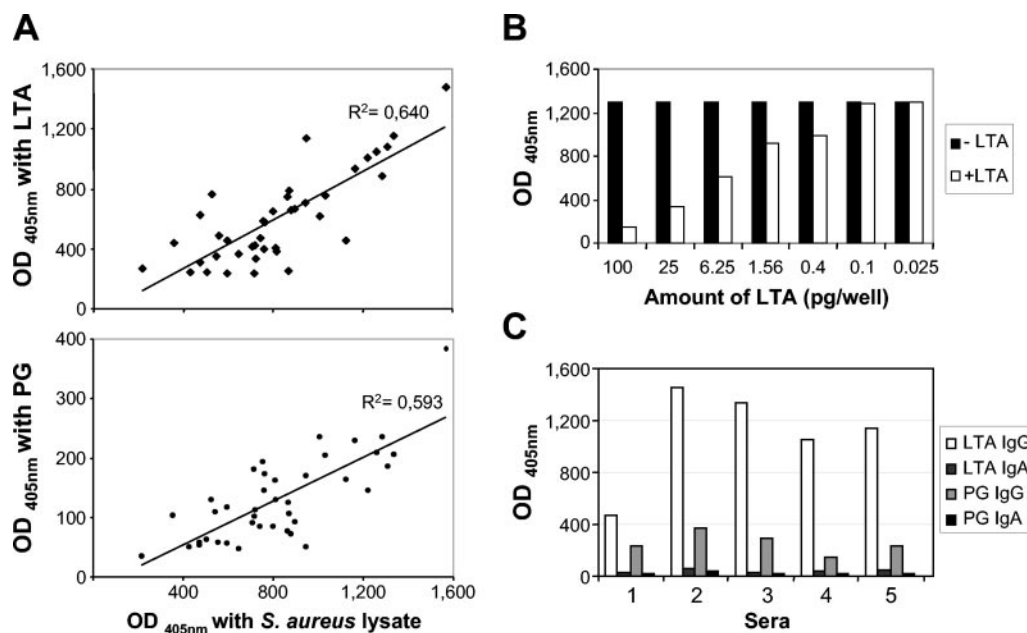 A
1,600
1,200
800
400
0
OD 405nm with LTA
R2= 0,640
400
300
200
100
0
OD 405nm with PG
R2= 0,593
400 800 1,200 1,600
OD 405nm with S. aureus lysate
B
1,600
1,200
800
400
0
OD 405nm
100 25 6.25 1.56 0.4 0.1 0.025
Amount of LTA (pg/well)
- LTA
+LTA
C
1,600
1,200
800
400
0
OD 405nm
1 2 3 4 5
Sera
LTA IgG
LTA IgA
PG IgG
PG IgA